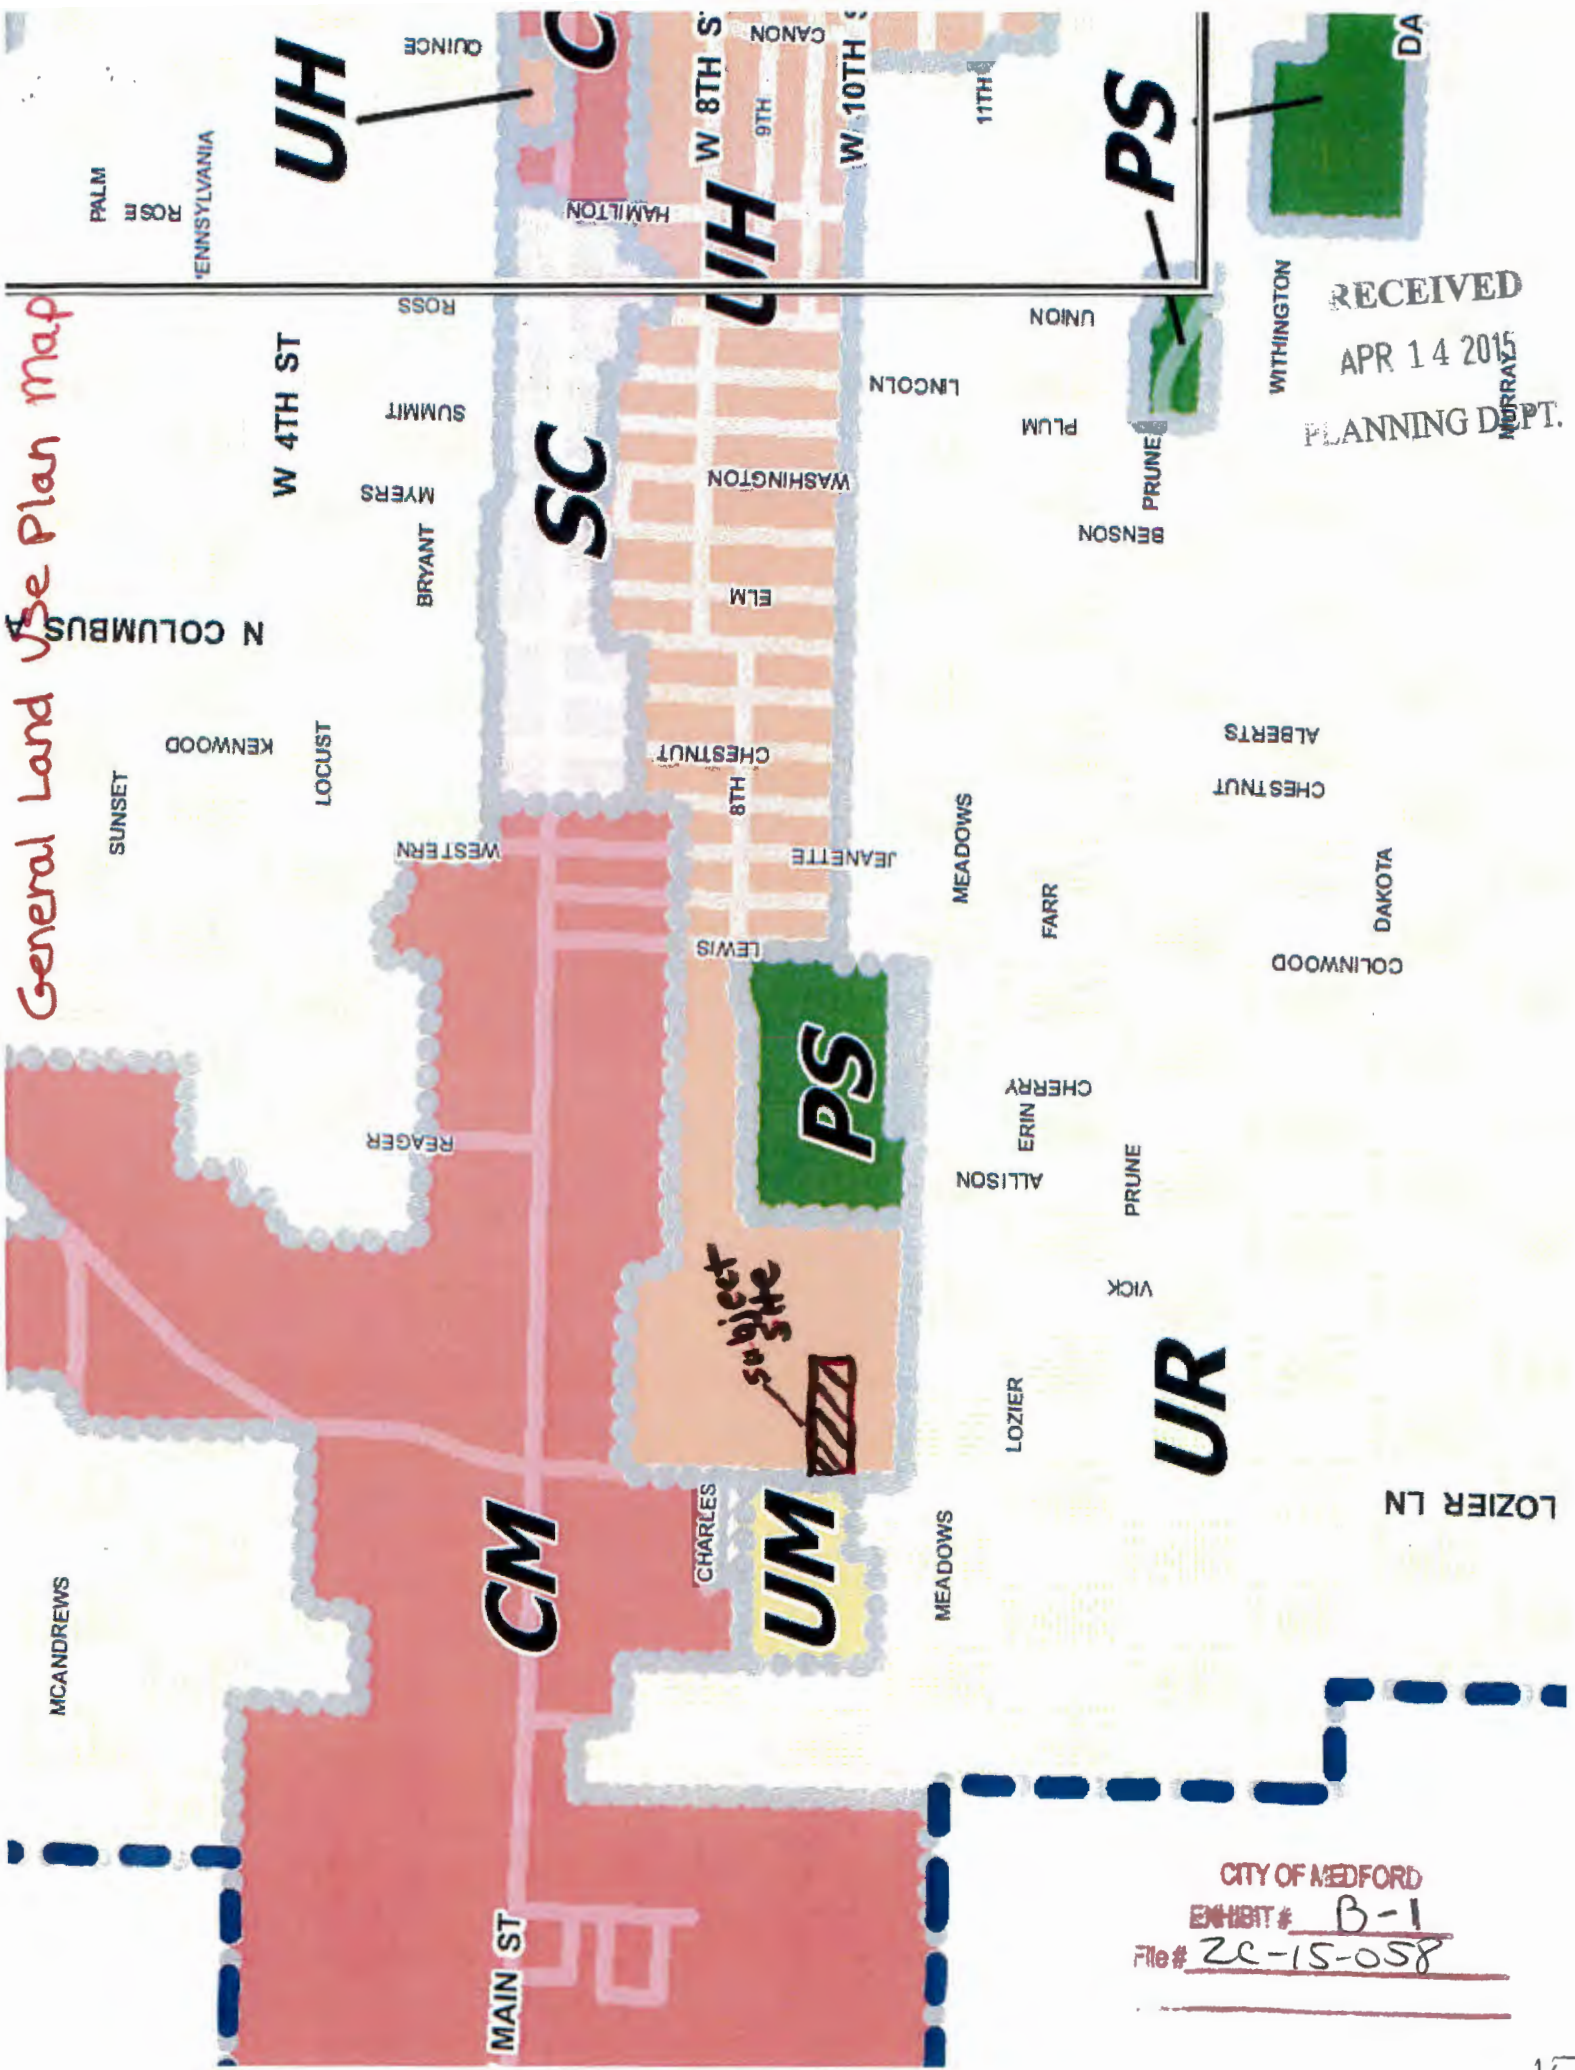 General Land Use Plan Map
QUINCE
UH
C
W 8TH S
CANON
W 10TH S
9TH
11TH
PS
DA
PALM
ROSE
'ENNSYLVANIA
HAMILTON
UH
ROSS
UNION
WITHINGTON
RECEIVED
APR 14 2015
PLANNING DEPT.
MURRAY
W 4TH ST
SUMMIT
LINCOLN
PLUM
PRUNE
MYERS
SC
WASHINGTON
BENSON
BRYANT
ELM
N COLUMBUS A
KENWOOD
LOCUST
CHESTNUT
ALBERTS
SUNSET
8TH
CHESTNUT
WESTERN
JEANETTE
MEADOWS
FARR
DAKOTA
LEWIS
COLINWOOD
PS
CHERRY
REAGER
ERIN
ALLISON
PRUNE
subject
site
VICK
UR
LOZIER
LOZIER LN
CM
CHARLES
UM
MEADOWS
MCANDREWS
MAIN ST
CITY OF MEDFORD
EXHIBIT # B-1
File # ZC-15-058